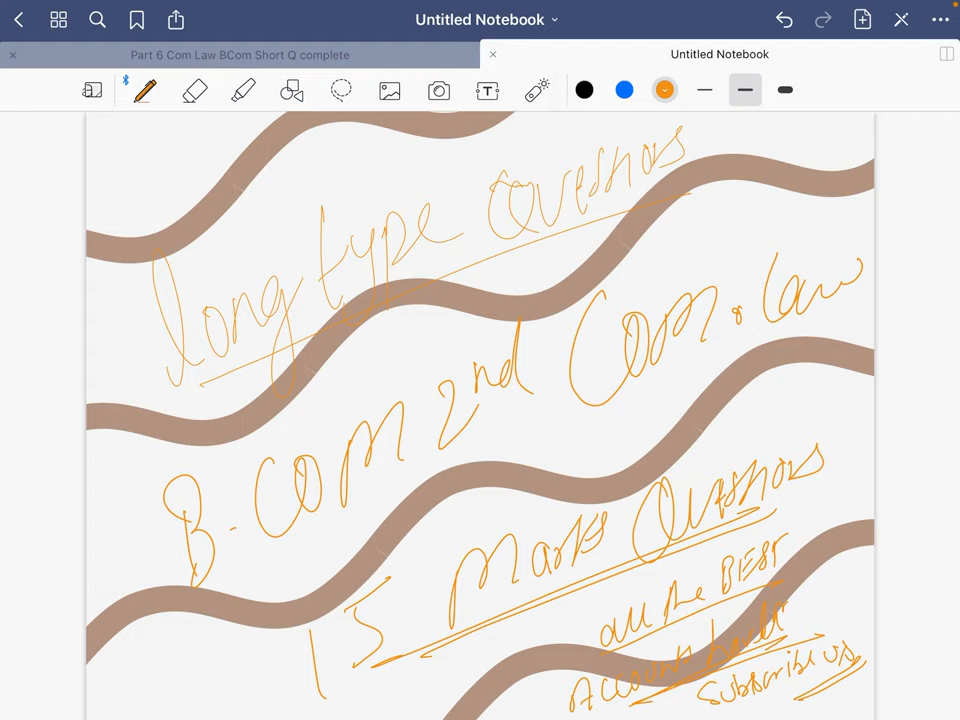 Untitled Notebook
Part 6 Com Law BCom Short Q complete
Untitled Notebook
T
long type Questions
B.COM 2nd Com. law
15 Marks Questions
all the BEST
Accounts
Subscribe us